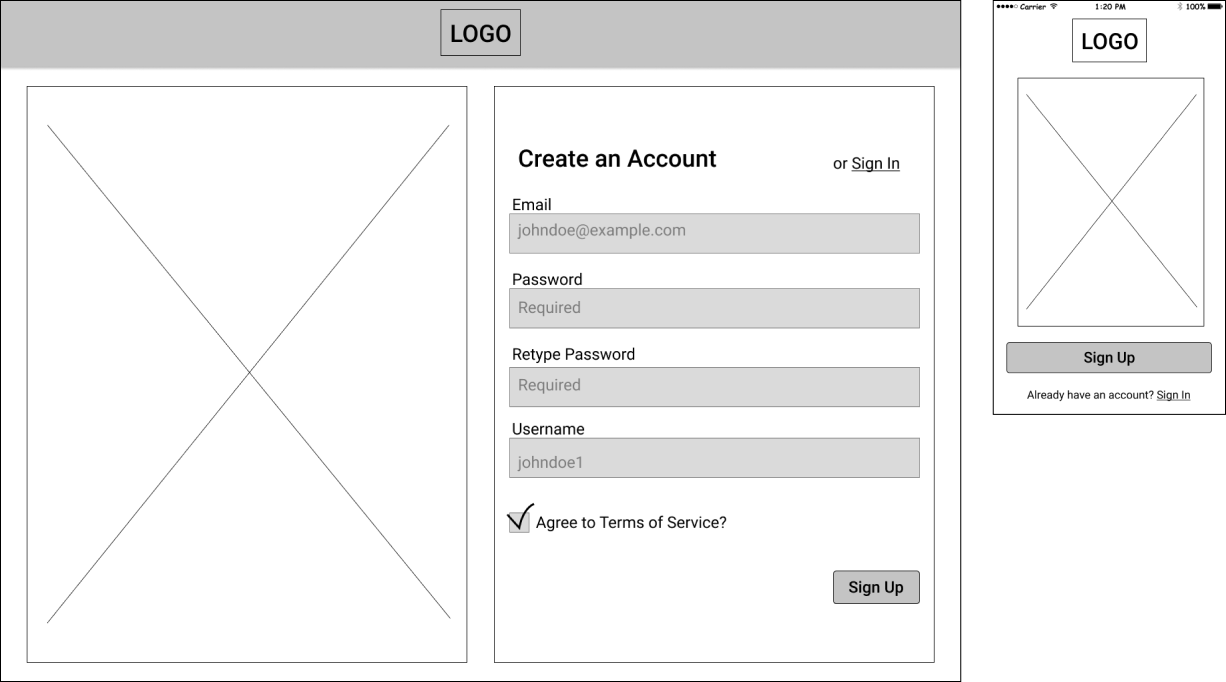 LOGO
Create an Account
or Sign In
Email
johndoe@example.com
Password
Required
Retype Password
Required
Username
johndoe1
Agree to Terms of Service?
Sign Up
Carrier 1:20 PM 100%
LOGO
Sign Up
Already have an account? Sign In